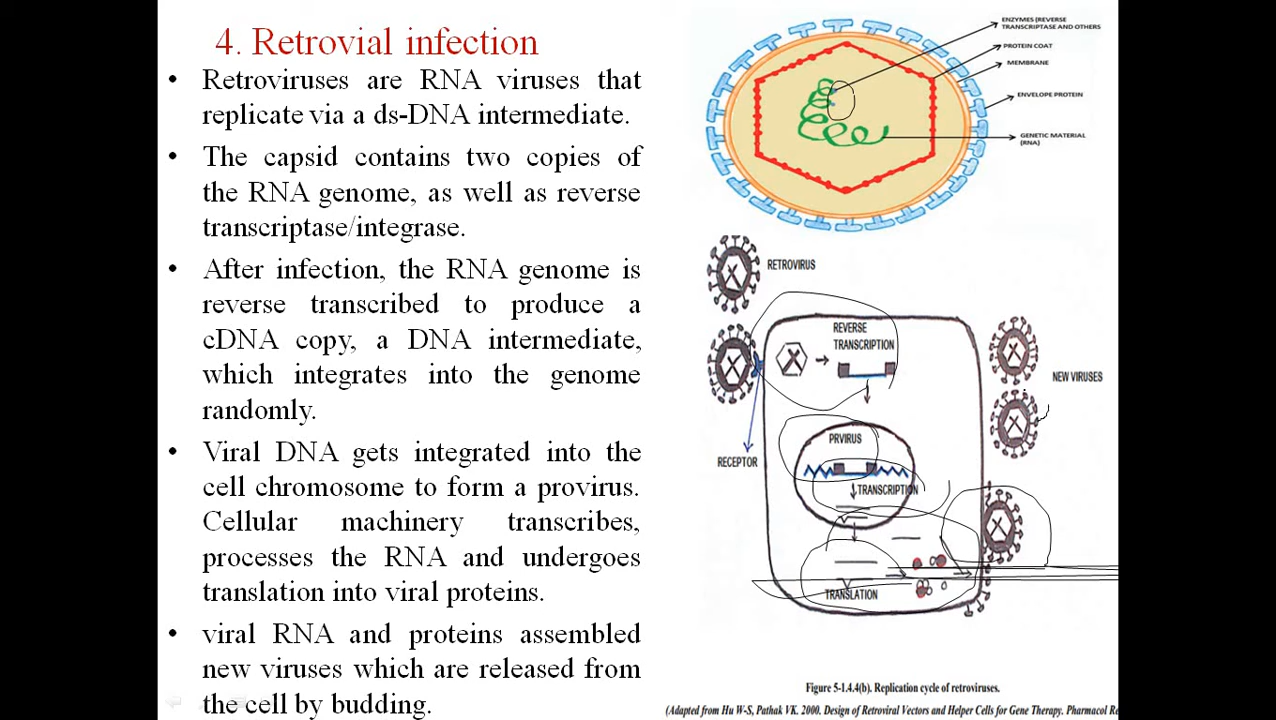 4. Retrovial infection
• Retroviruses are RNA viruses that
replicate via a ds-DNA intermediate.
• The capsid contains two copies of
the RNA genome, as well as reverse
transcriptase/integrase.
• After infection, the RNA genome is
reverse transcribed to produce a
cDNA copy, a DNA intermediate,
which integrates into the genome
randomly.
• Viral DNA gets integrated into the
cell chromosome to form a provirus.
Cellular machinery transcribes,
processes the RNA and undergoes
translation into viral proteins.
• viral RNA and proteins assembled
new viruses which are released from
the cell by budding.
ENZYMES (REVERSE
TRANSCRIPTASE AND OTHERS
PROTEIN COAT
MEMBRANE
ENVELOPE PROTEIN
GENETIC MATERIAL
(RNA)
RETROVIRUS
REVERSE
TRANSCRIPTION
NEW VIRUSES
PRVIRUS
RECEPTOR
TRANSCRIPTION
TRANSLATION
Figure 5-1.4.4(b). Replication cycle of retroviruses.
(Adapted from Hu W-S, Pathak VK. 2000. Design of Retroviral Vectors and Helper Cells for Gene Therapy. Pharmacol Re